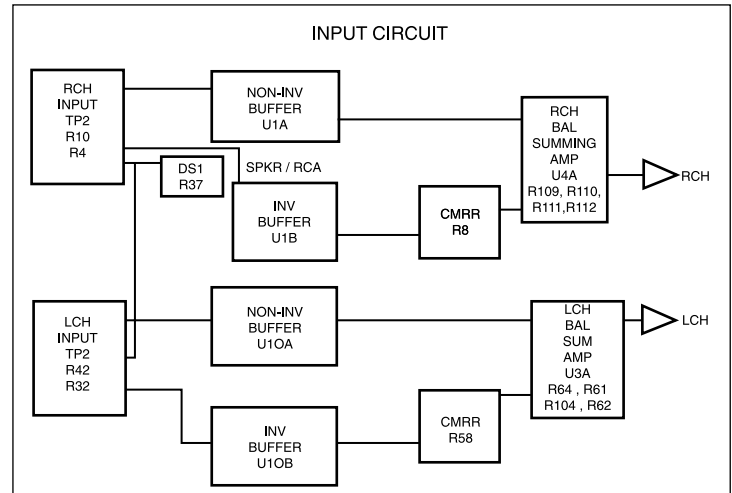 INPUT CIRCUIT
RCH
INPUT
TP2
R10
R4
NON-INV
BUFFER
U1A
DS1
R37
SPKR / RCA
INV
BUFFER
U1B
CMRR
R8
RCH
BAL
SUMMING
AMP
U4A
R109, R110,
R111,R112
RCH
LCH
INPUT
TP2
R42
R32
NON-INV
BUFFER
U1OA
INV
BUFFER
U1OB
CMRR
R58
LCH
BAL
SUM
AMP
U3A
R64 , R61
R104 , R62
LCH